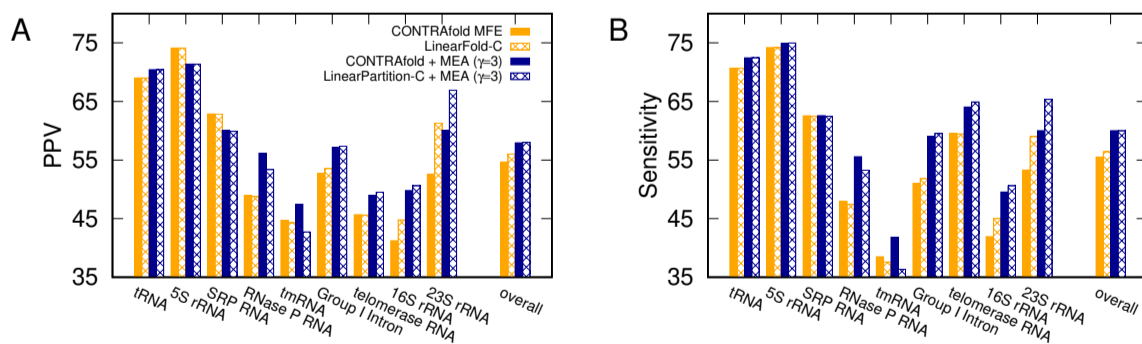 A
PPV
75
65
55
45
35
CONTRAfold MFE
LinearFold-C
CONTRAfold + MEA (γ=3)
LinearPartition-C + MEA (γ=3)
tRNA
5S rRNA
SRP RNA
RNase P RNA
tmRNA
Group I Intron
telomerase RNA
16S rRNA
23S rRNA
overall
B
Sensitivity
75
65
55
45
35
tRNA
5S rRNA
SRP RNA
RNase P RNA
tmRNA
Group I Intron
telomerase RNA
16S rRNA
23S rRNA
overall